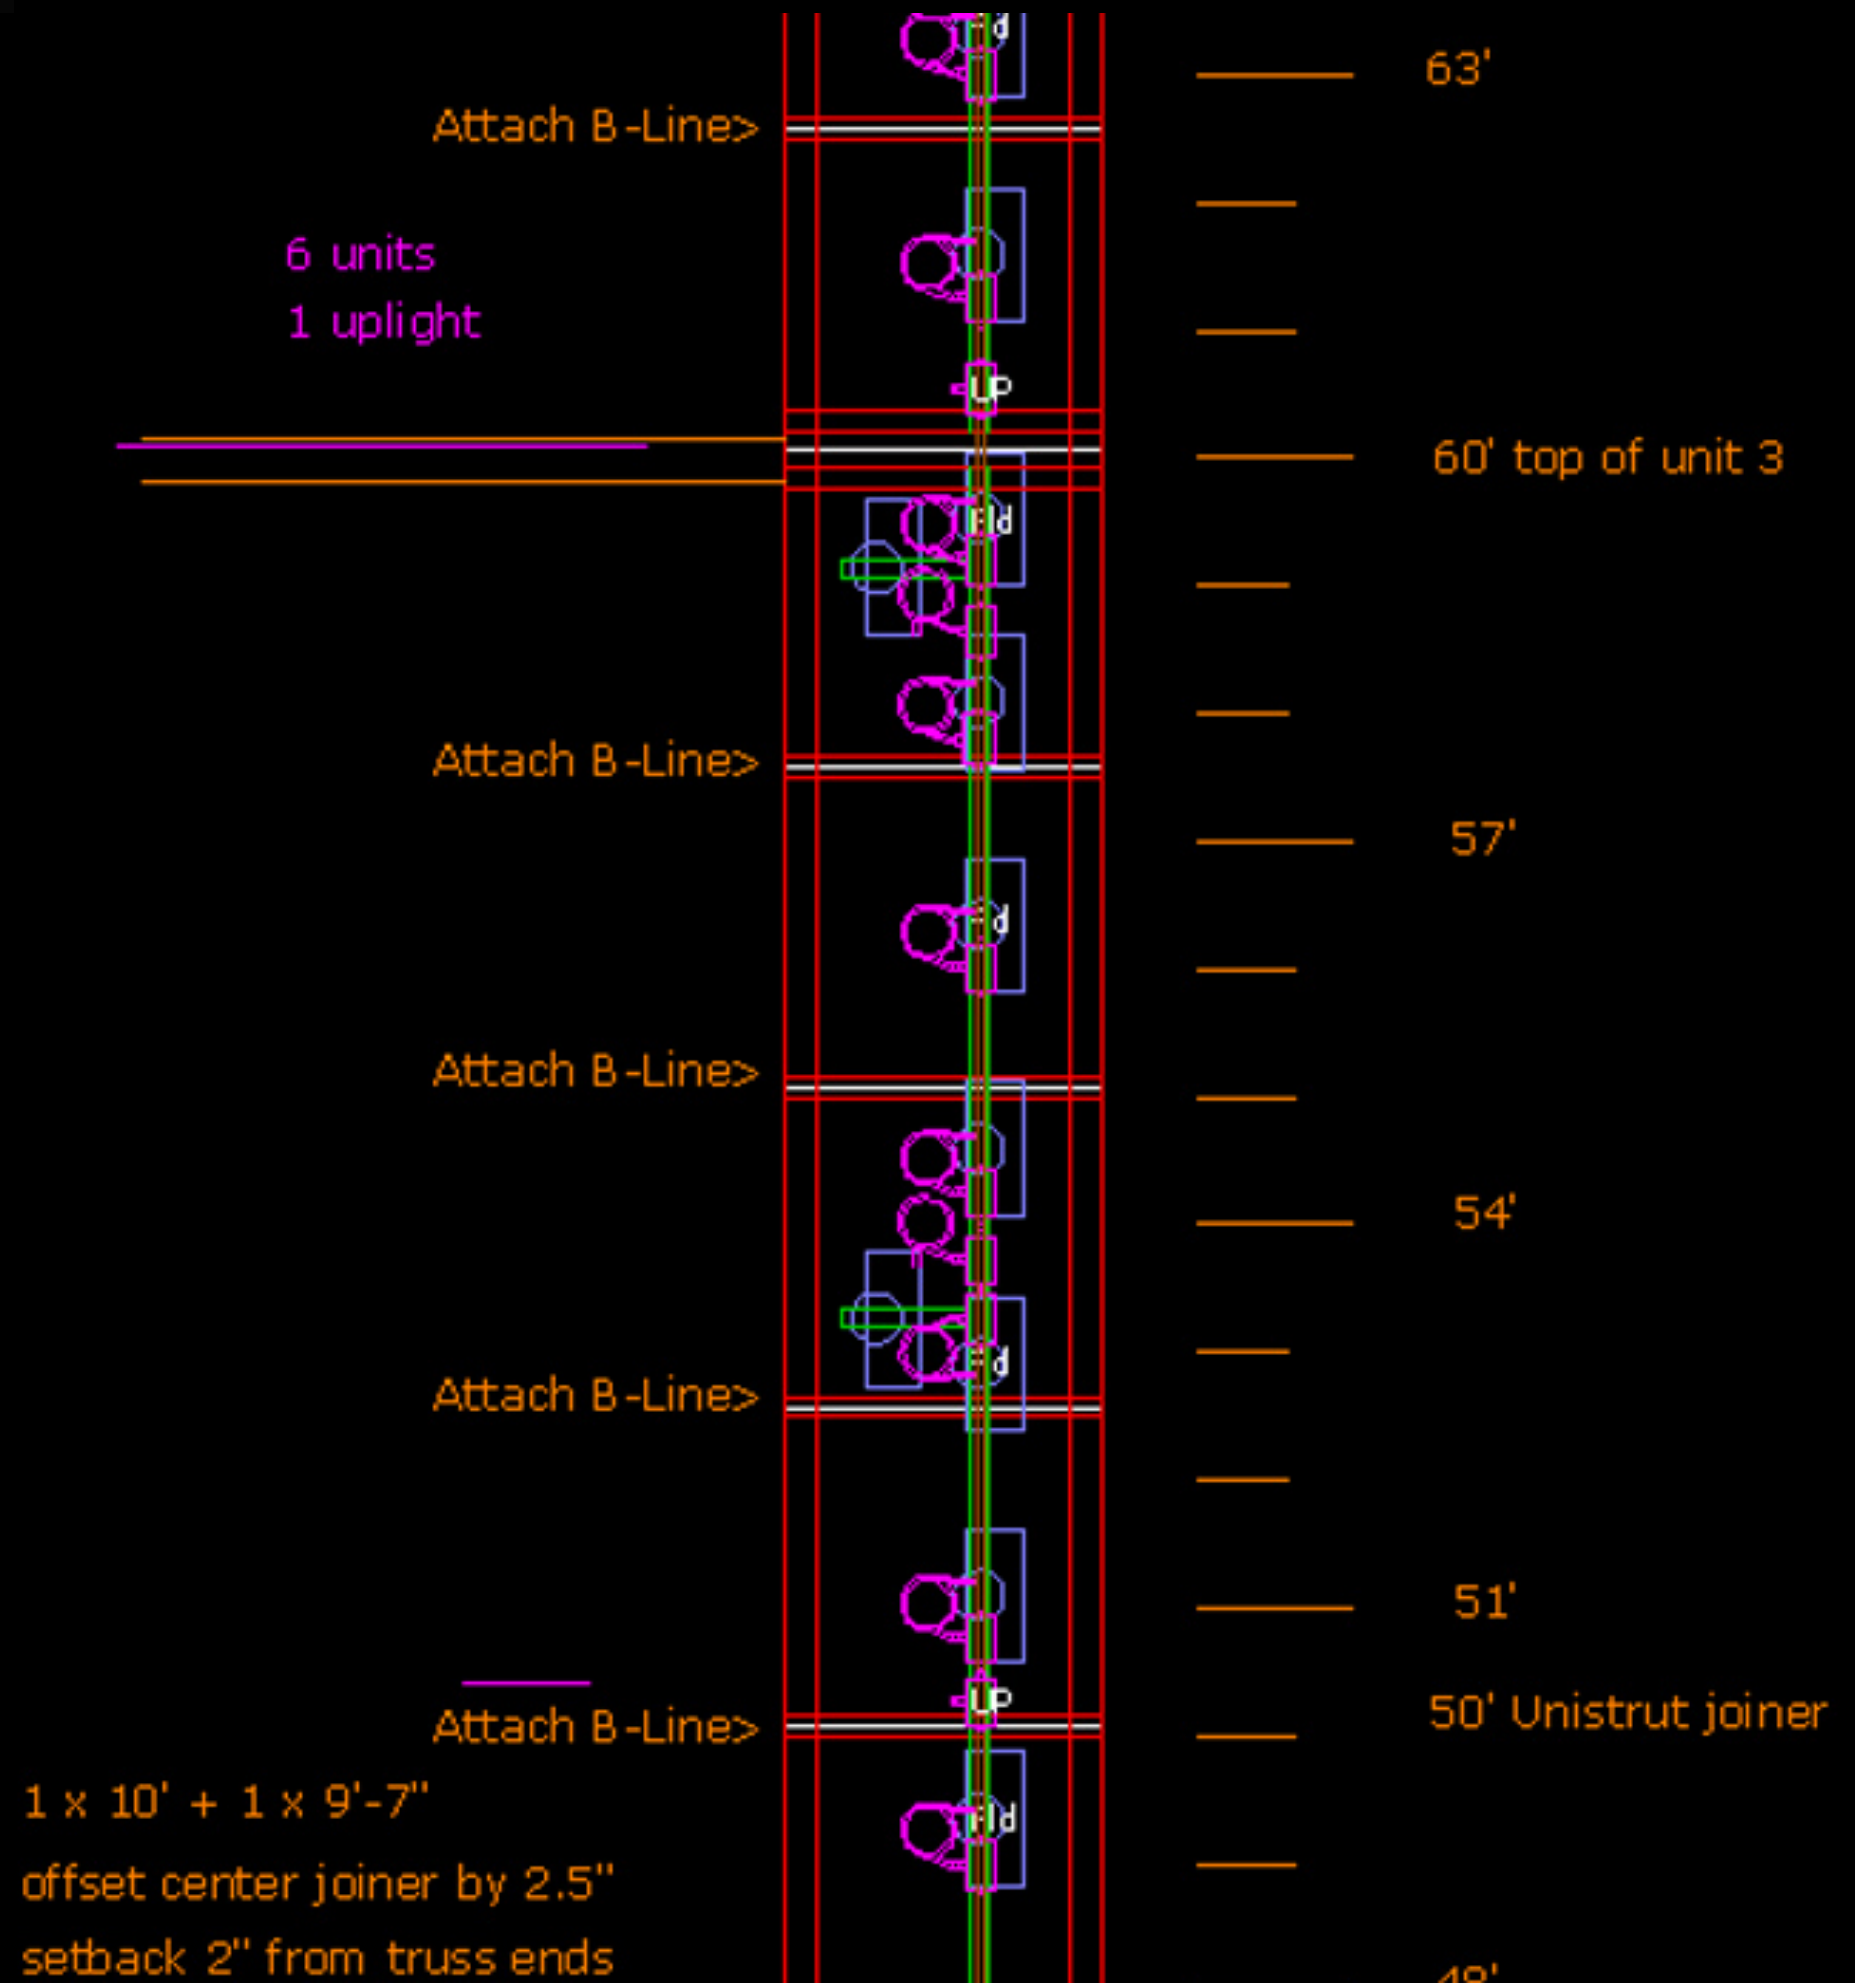 63'
Attach B-Line>
6 units
1 uplight
UP
60' top of unit 3
Attach B-Line>
57'
Attach B-Line>
54'
Attach B-Line>
51'
UP
50' Unistrut joiner
Attach B-Line>
1 x 10' + 1 x 9'-7"
offset center joiner by 2.5"
setback 2" from truss ends